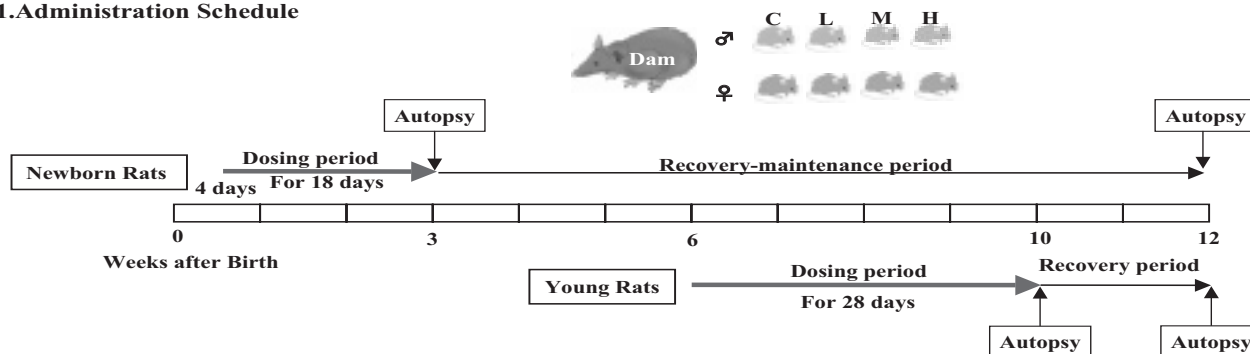 1.Administration Schedule
C L M H
♂
Dam
♀
Autopsy
Autopsy
Newborn Rats
4 days
Dosing period
For 18 days
Recovery-maintenance period
0 3 6 10 12
Weeks after Birth
Young Rats
Dosing period
For 28 days
Recovery period
Autopsy
Autopsy